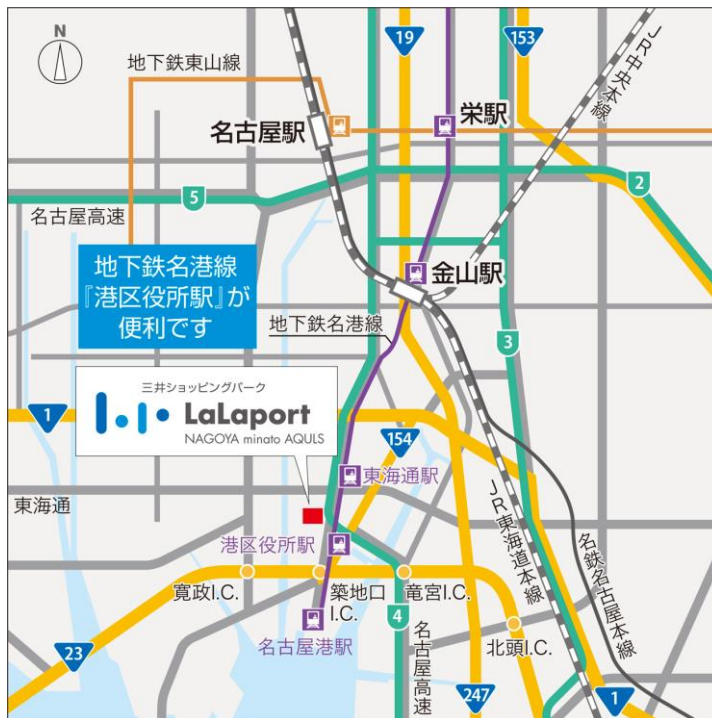 N
19
153
地下鉄東山線
JR中央本線
名古屋駅
栄駅
5
2
名古屋高速
地下鉄名港線
『港区役所駅』が
便利です
金山駅
地下鉄名港線
3
三井ショッピングパーク
LaLaport
NAGOYA minato AQULS
1
154
東海通駅
東海通
港区役所駅
JR東海道本線
名鉄名古屋本線
寛政I.C.
築地口
I.C.
竜宮I.C.
4
名古屋港駅
名古屋高速
北頭I.C.
23
247
1